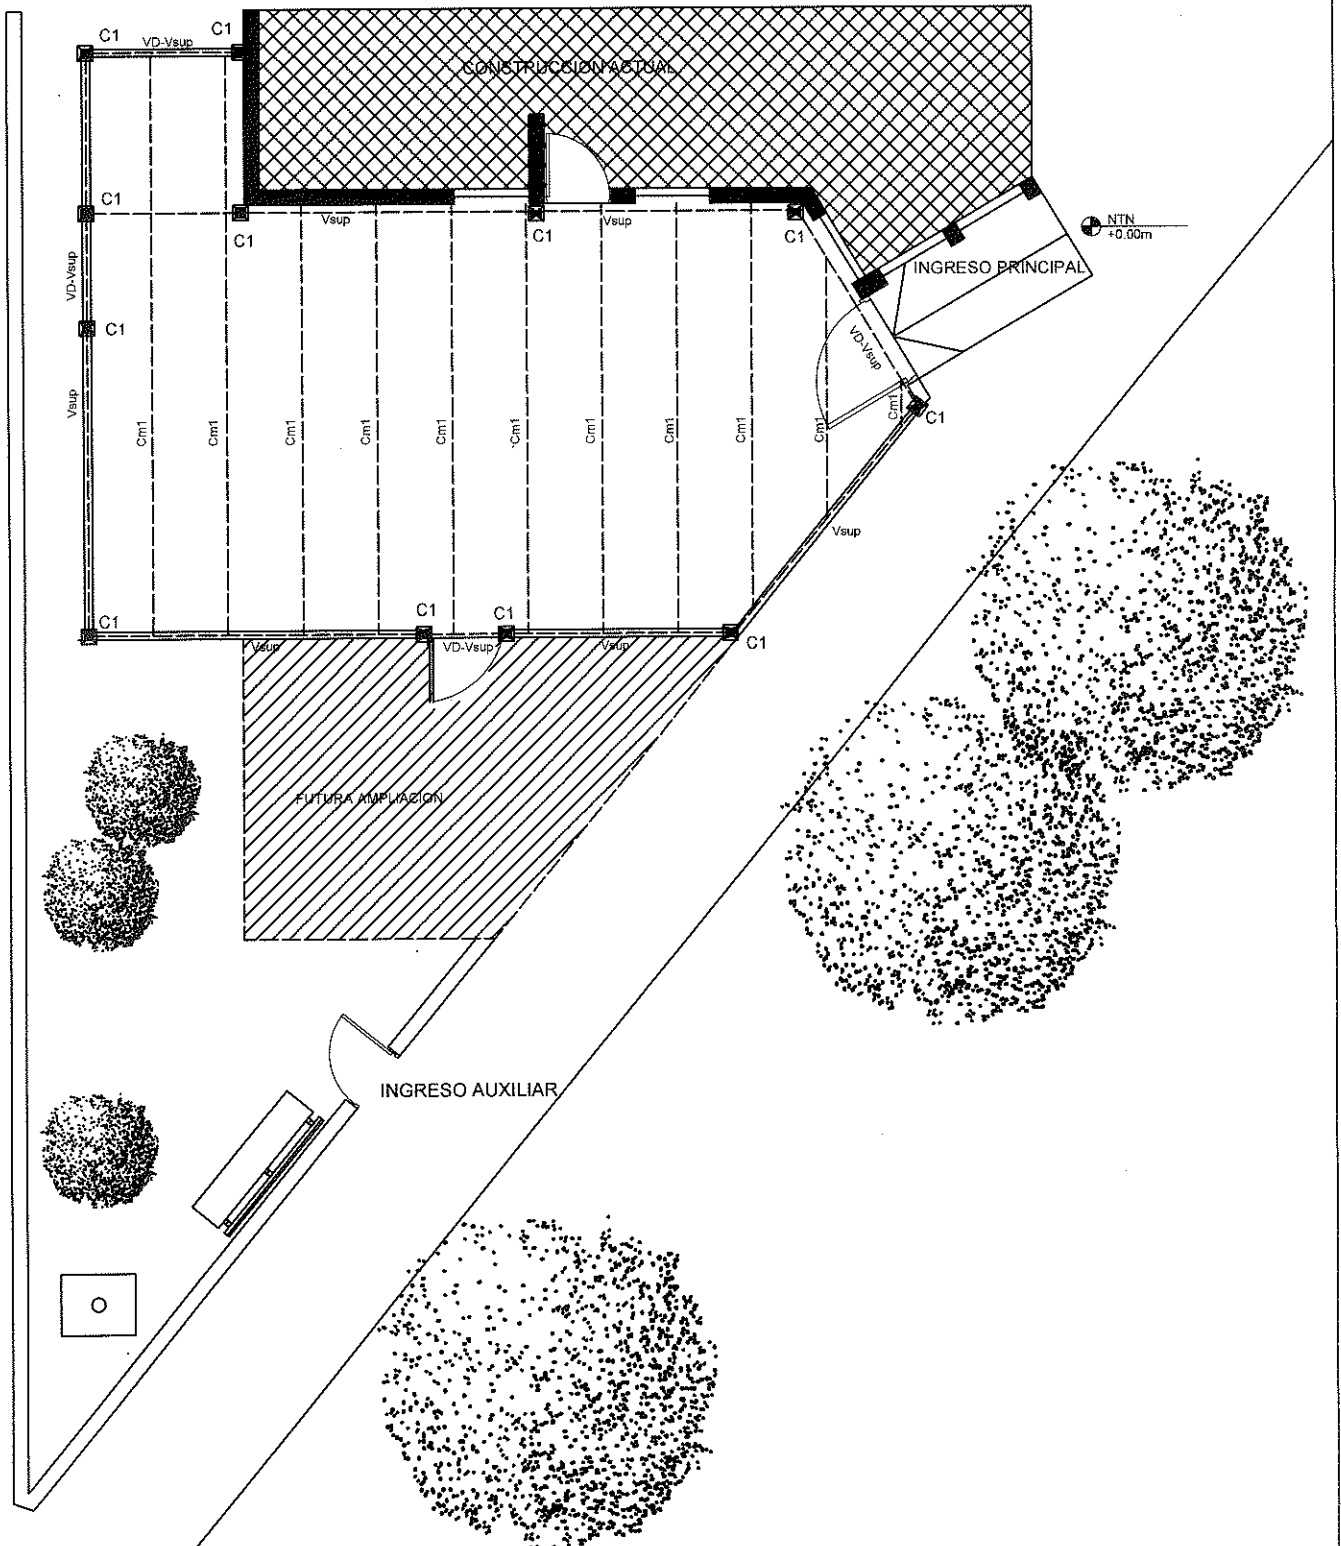 C1
VD-Vsup
C1
CONSTRUCCION ACTUAL
C1
C1
Vsup
C1
Vsup
C1
NTN
+0.00m
INGRESO PRINCIPAL
VD-Vsup
C1
VD-Vsup
Vsup
Cm1
Cm1
Cm1
Cm1
Cm1
Cm1
Cm1
Cm1
Cm1
Cm1
Cm1
C1
Vsup
C1
C1
C1
C1
Vsup
VD-Vsup
Vsup
FUTURA AMPLIACION
INGRESO AUXILIAR